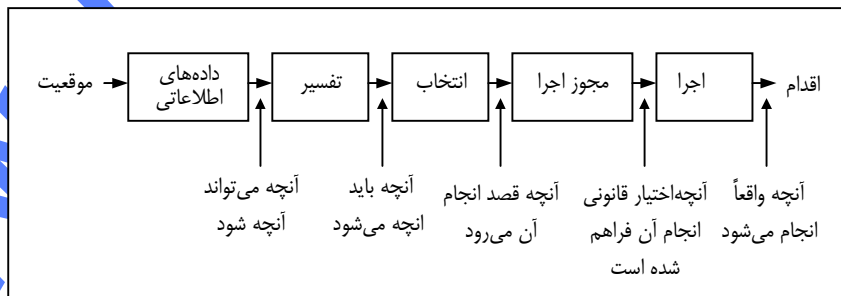 موقعیت
داده‌های
اطلاعاتی
تفسیر
انتخاب
مجوز اجرا
اجرا
اقدام
آنچه می‌تواند
آنچه شود
آنچه باید
انچه می‌شود
آنچه قصد انجام
آن می‌رود
آنچه‌اختیار قانونی
انجام آن فراهم
شده است
آنچه واقعاً
انجام می‌شود